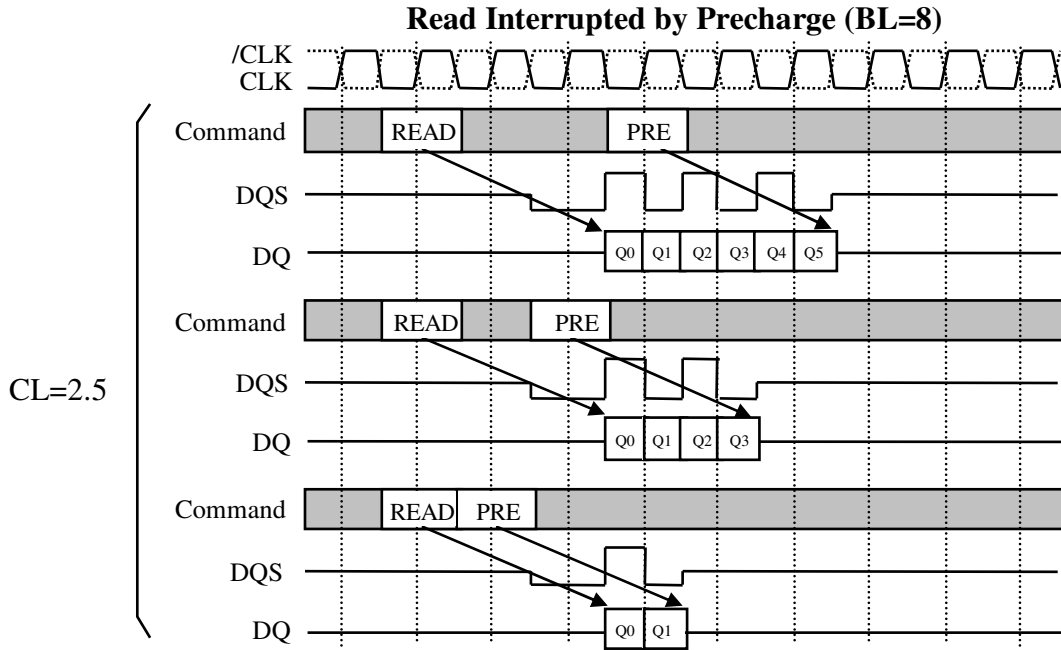 Read Interrupted by Precharge (BL=8)
/CLK
CLK
Command READ PRE
DQS
DQ Q0 Q1 Q2 Q3 Q4 Q5
Command READ PRE
DQS
CL=2.5
DQ Q0 Q1 Q2 Q3
Command READ PRE
DQS
DQ Q0 Q1